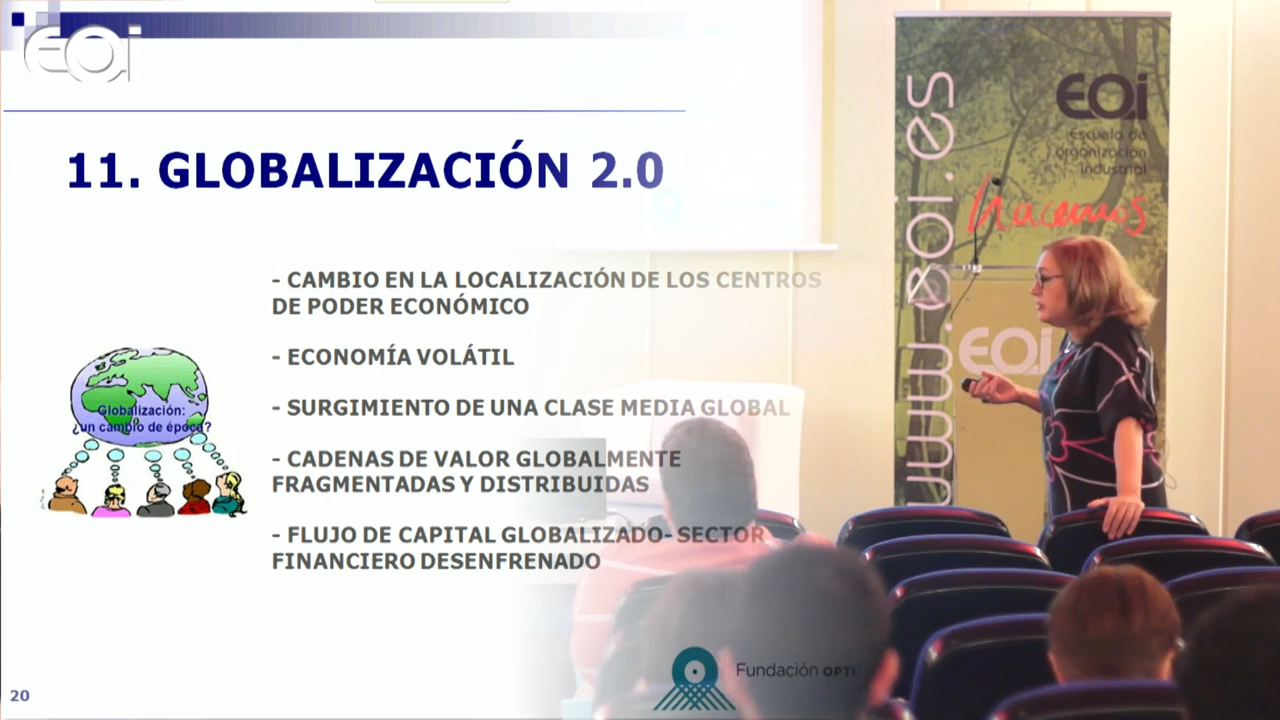 EOi
11. GLOBALIZACIÓN 2.0
- CAMBIO EN LA LOCALIZACIÓN DE LOS CENTROS
DE PODER ECONÓMICO
- ECONOMÍA VOLÁTIL
- SURGIMIENTO DE UNA CLASE MEDIA GLOBAL
- CADENAS DE VALOR GLOBALMENTE
FRAGMENTADAS Y DISTRIBUIDAS
- FLUJO DE CAPITAL GLOBALIZADO- SECTOR
FINANCIERO DESENFRENADO
Globalización:
¿un cambio de época?
20
Fundación OPTI
www.eoi.es
EOi
Escuela de
organización
industrial
hacemos
EOi